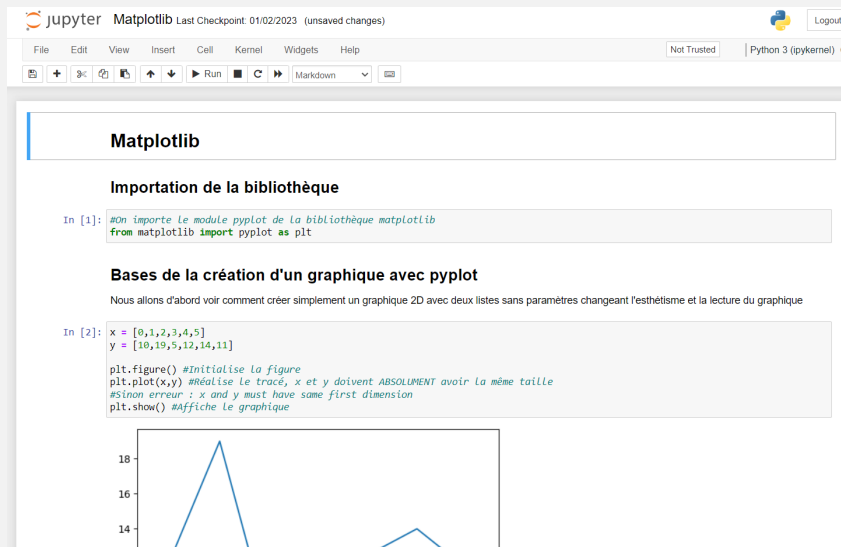 jupyter Matplotlib Last Checkpoint: 01/02/2023 (unsaved changes)
Logout
File Edit View Insert Cell Kernel Widgets Help
Not Trusted
Python 3 (ipykernel)
Run
Markdown
Matplotlib
Importation de la bibliothèque
In [1]: #On importe le module pyplot de la bibliothèque matplotlib
from matplotlib import pyplot as plt
Bases de la création d'un graphique avec pyplot
Nous allons d'abord voir comment créer simplement un graphique 2D avec deux listes sans paramètres changeant l'esthétisme et la lecture du graphique
In [2]: x = [0,1,2,3,4,5]
y = [10,19,5,12,14,11]
plt.figure() #Initialise la figure
plt.plot(x,y) #Réalise le tracé, x et y doivent ABSOLUMENT avoir la même taille
#Sinon erreur : x and y must have same first dimension
plt.show() #Affiche le graphique
18
16
14